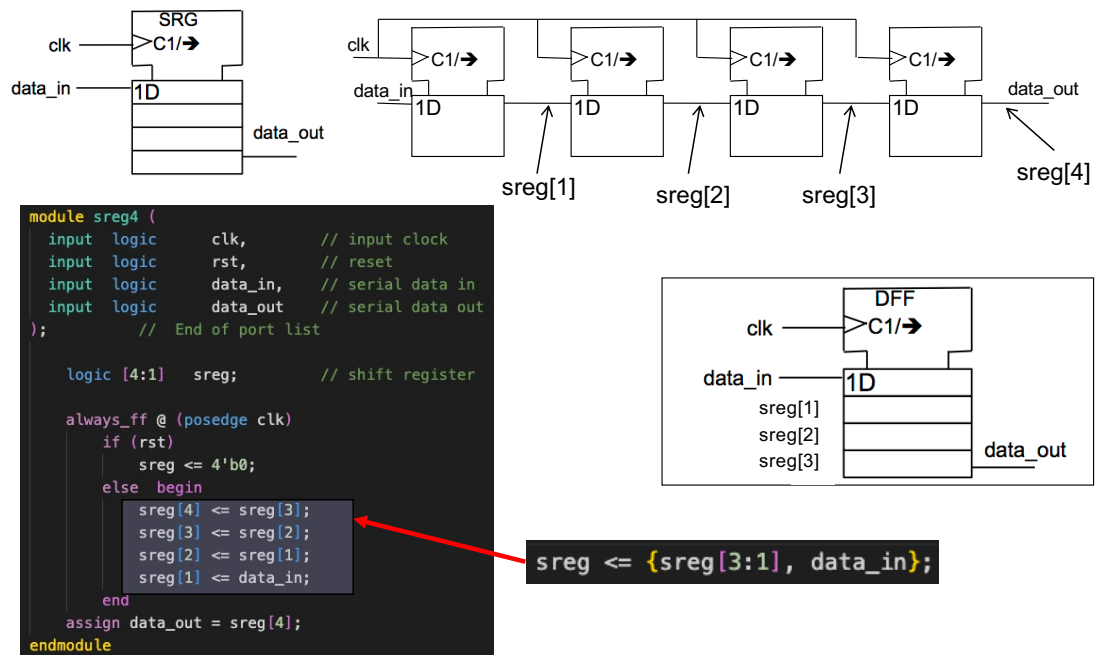 SRG
clk
C1/➔
data_in
1D
data_out
clk
C1/➔
C1/➔
C1/➔
C1/➔
data_in
1D
1D
1D
1D
data_out
sreg[1]
sreg[2]
sreg[3]
sreg[4]
module sreg4 (
input logic clk, // input clock
input logic rst, // reset
input logic data_in, // serial data in
input logic data_out // serial data out
); // End of port list
logic [4:1] sreg; // shift register
always_ff @ (posedge clk)
if (rst)
sreg <= 4'b0;
else begin
sreg[4] <= sreg[3];
sreg[3] <= sreg[2];
sreg[2] <= sreg[1];
sreg[1] <= data_in;
end
assign data_out = sreg[4];
endmodule
sreg <= {sreg[3:1], data_in};
DFF
clk
C1/➔
data_in
1D
sreg[1]
sreg[2]
sreg[3]
data_out